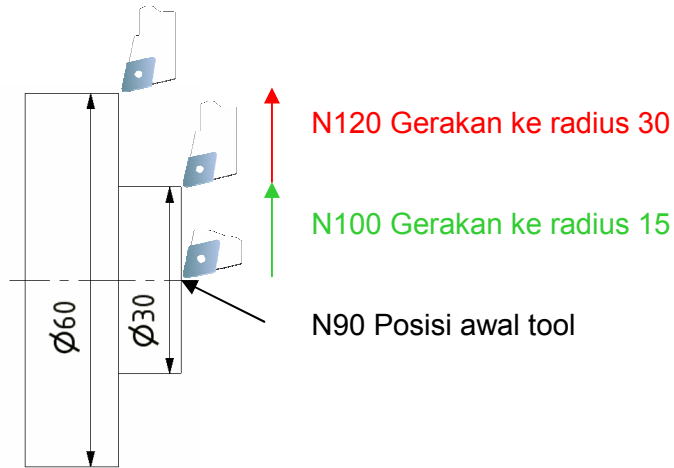 N120 Gerakan ke radius 30
N100 Gerakan ke radius 15
N90 Posisi awal tool
Ø60
Ø30